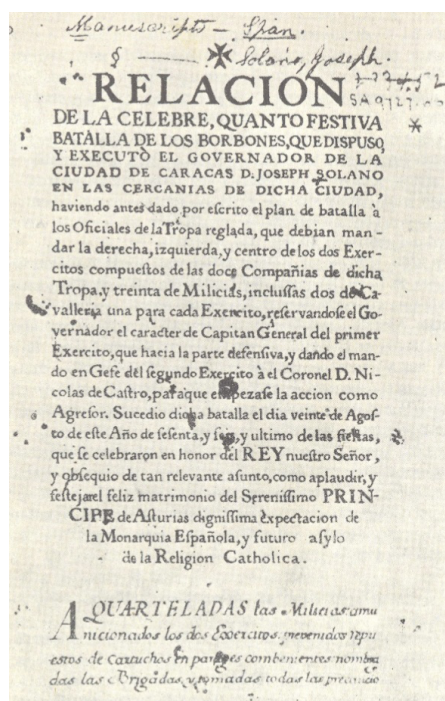 Manuscripts - Span.
§ — Solano, Joseph.
SA9727.
RELACION
DE LA CELEBRE, QUANTO FESTIVA
BATALLA DE LOS BORBONES, QUE DISPUSO,
Y EXECUTÒ EL GOVERNADOR DE LA
CIUDAD DE CARACAS D. JOSEPH SOLANO
EN LAS CERCANIAS DE DICHA CIUDAD,
haviendo antes dado por escrito el plan de batalla à
los Oficiales de la Tropa reglada, que debian man-
dar la derecha, izquierda, y centro de los dos Exer-
citos compuestos de las doce Compañias de dicha
Tropa, y treinta de Milicias, inclussas dos de Ca-
valleria una para cada Exercito, reservandose el Go-
vernador el caracter de Capitan General del primer
Exercito, que hacia la parte defensiva, y dando el man-
do en Gefe del segundo Exercito à el Coronel D. Ni-
colas de Castro, para que empezase la accion como
Agresor. Sucedio dicha batalla el dia veinte de Agos-
to de este Año de sesenta, y seis, y ultimo de las fiestas,
que se celebraron en honor del REY nuestro Señor,
y obsequio de tan relevante asunto, como aplaudir, y
festejar el feliz matrimonio del Serenissimo PRIN-
CIPE de Asturias dignissima expectacion de
la Monarquia Española, y futuro asylo
de la Religion Catholica.
AQUARTELADAS las Milicias amu
nicionados los dos Exercitos, prevenidos repu
estos de cartuchos en parages combenientes nombra
das las Brigadas, y tomadas todas las precaucio